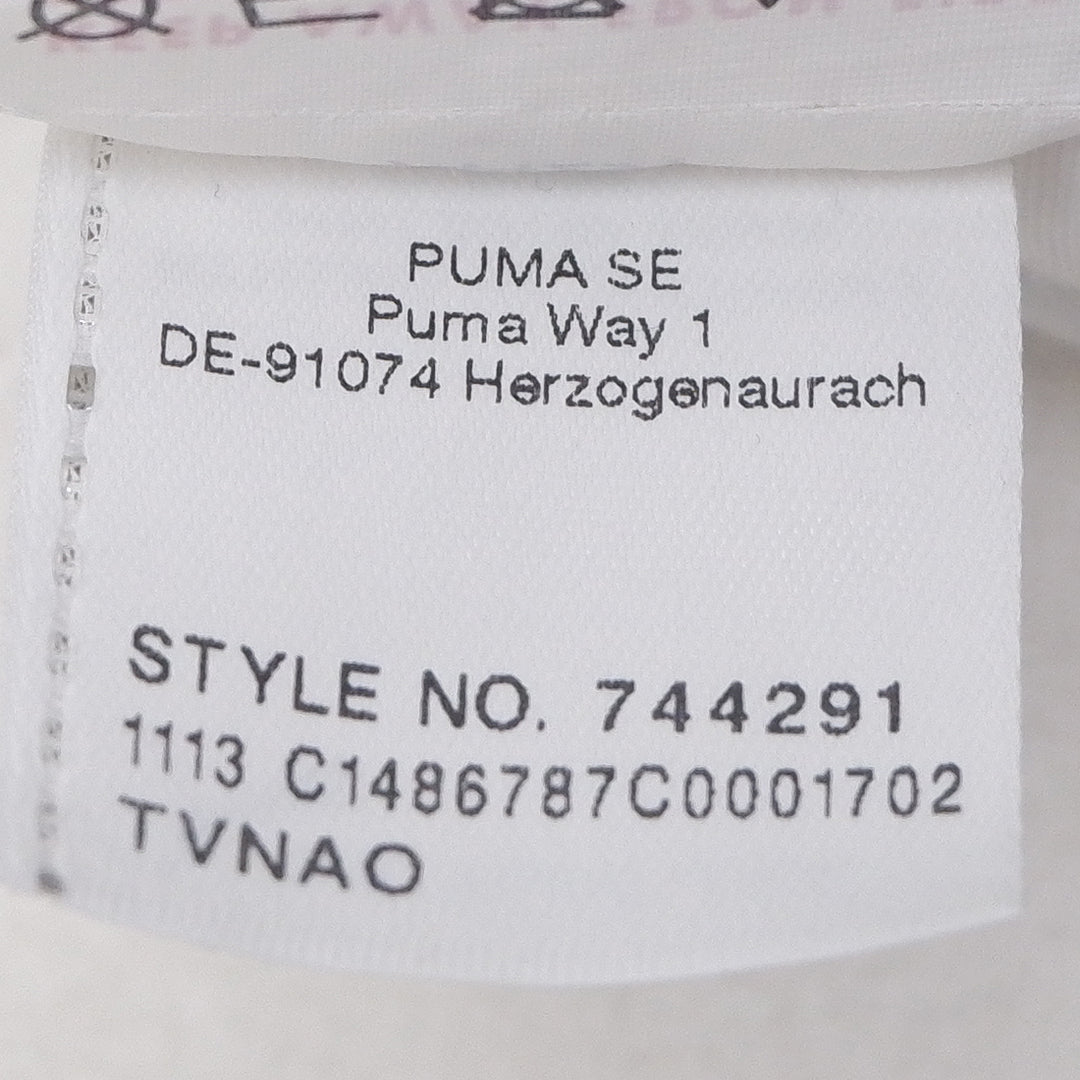 PUMA SE
Puma Way 1
DE-91074 Herzogenaurach
STYLE NO. 744291
1113 C1486787C0001702
TVNAO